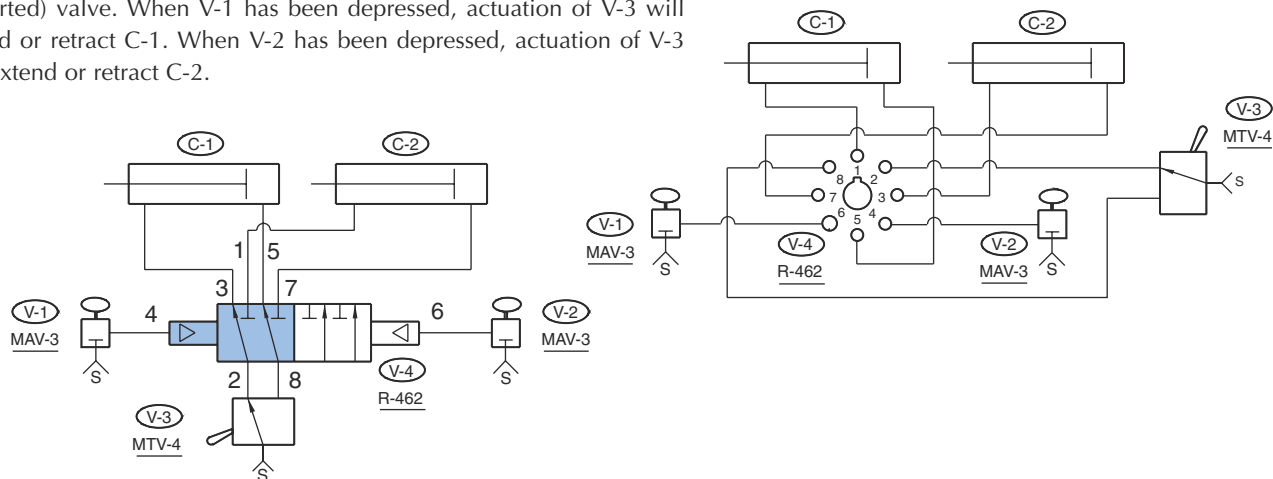 orted) valve. When V-1 has been depressed, actuation of V-3 will
d or retract C-1. When V-2 has been depressed, actuation of V-3
xtend or retract C-2.
C-1
C-2
1
5
3
7
V-1
MAV-3
4
6
V-2
MAV-3
S
S
2
8
V-4
R-462
V-3
MTV-4
S
C-1
C-2
V-3
MTV-4
S
1
8
2
7
3
6
4
5
V-1
MAV-3
S
V-4
R-462
V-2
MAV-3
S